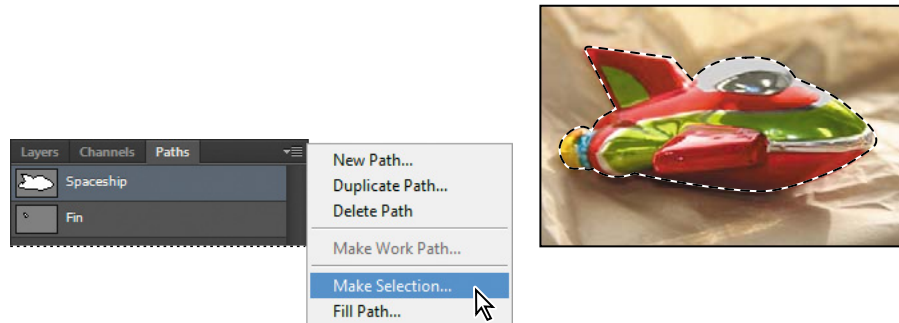 Layers Channels Paths
Spaceship
Fin
New Path...
Duplicate Path...
Delete Path
Make Work Path...
Make Selection...
Fill Path...